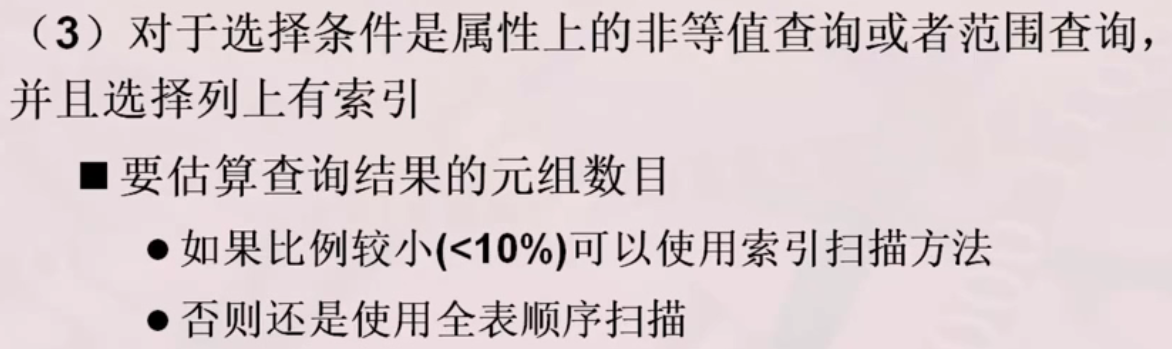 （3）对于选择条件是属性上的非等值查询或者范围查询，
并且选择列上有索引
■ 要估算查询结果的元组数目
● 如果比例较小(<10%)可以使用索引扫描方法
● 否则还是使用全表顺序扫描